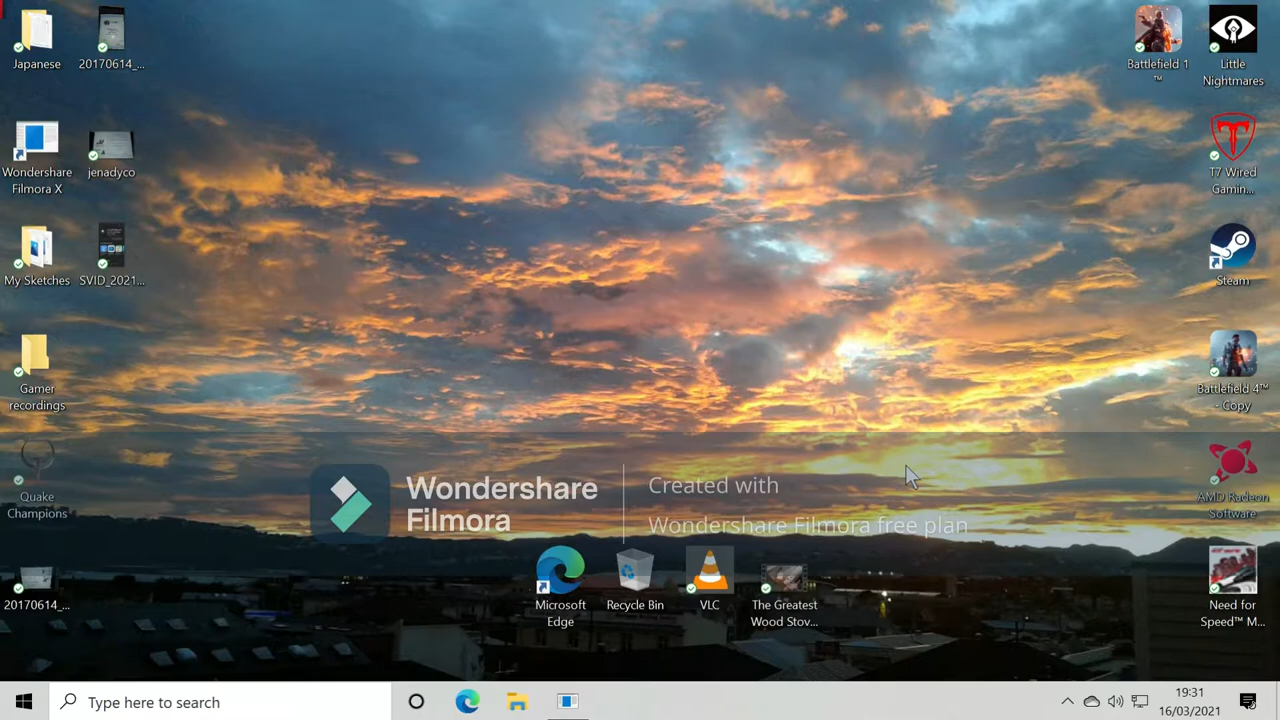 Japanese
20170614_...
Battlefield 1
™
Little
Nightmares
Wondershare
Filmora X
jenadyco
T7 Wired
Gamin...
My Sketches
SVID_2021...
Steam
Gamer
recordings
Battlefield 4™
- Copy
Quake
Champions
Wondershare
Filmora
Created with
Wondershare Filmora free plan
AMD Radeon
Software
20170614_...
Microsoft
Edge
Recycle Bin
VLC
The Greatest
Wood Stov...
Need for
Speed™ M...
Type here to search
19:31
16/03/2021